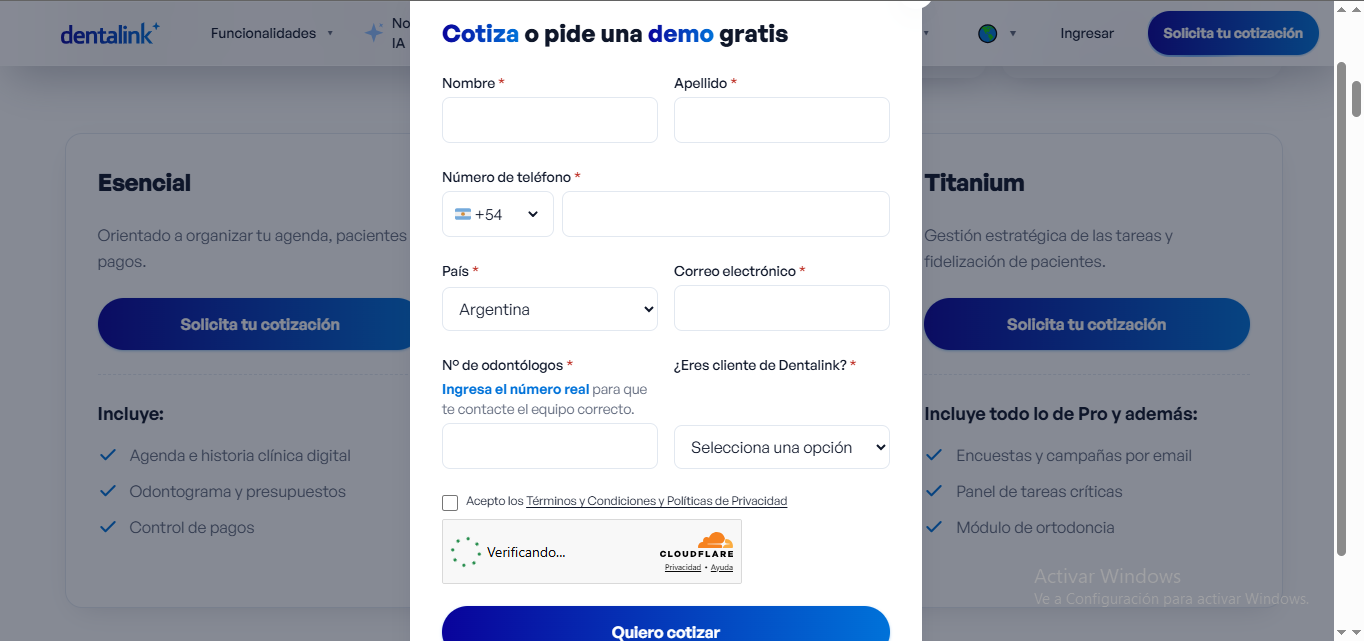 dentalink
Funcionalidades
No
IA
Ingresar
Solicita tu cotización
Cotiza o pide una demo gratis
Nombre *
Apellido *
Número de teléfono *
+54
País *
Correo electrónico *
Argentina
Nº de odontólogos *
¿Eres cliente de Dentalink? *
Ingresa el número real para que
te contacte el equipo correcto.
Selecciona una opción
Acepto los Términos y Condiciones y Políticas de Privacidad
Verificando...
CLOUDFLARE
Privacidad • Ayuda
Quiero cotizar
Esencial
Orientado a organizar tu agenda, pacientes
pagos.
Solicita tu cotización
Incluye:
Agenda e historia clínica digital
Odontograma y presupuestos
Control de pagos
Titanium
Gestión estratégica de las tareas y
fidelización de pacientes.
Solicita tu cotización
Incluye todo lo de Pro y además:
Encuestas y campañas por email
Panel de tareas críticas
Módulo de ortodoncia
Activar Windows
Ve a Configuración para activar Windows.